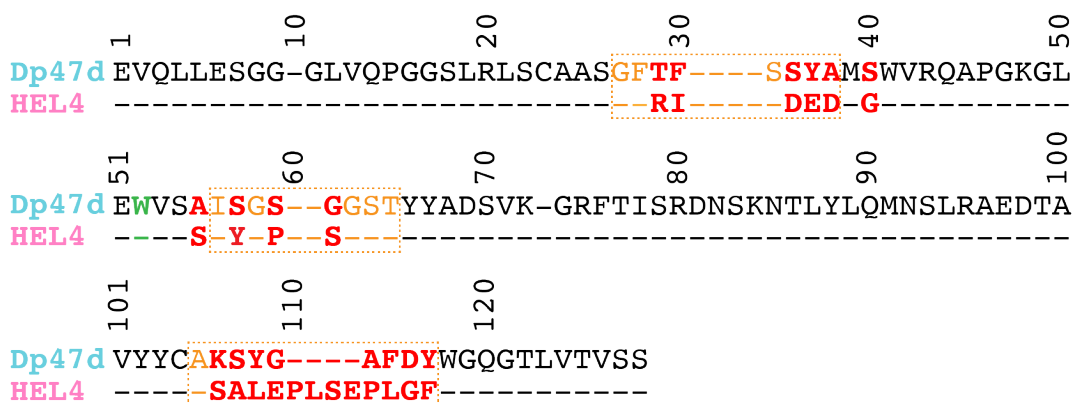 1 10 20 30 40 50
Dp47d EVQLLESGG-GLVQPGGSLRLSCAASGFTF----SSYAMSWVRQAPGKGL
HEL4 ----------------------------RI-----DED-G----------
51 60 70 80 90 100
Dp47d EWVSAISGS--GGSTYYADSVK-GRFTISRDNSKNTLYLQMNSLRAEDTA
HEL4 ----S-Y-P--S--------------------------------------
101 110 120
Dp47d VYYCAKSYG----AFDYWGQGTLVTVSS
HEL4 -----SALEPLSEPLGF-----------